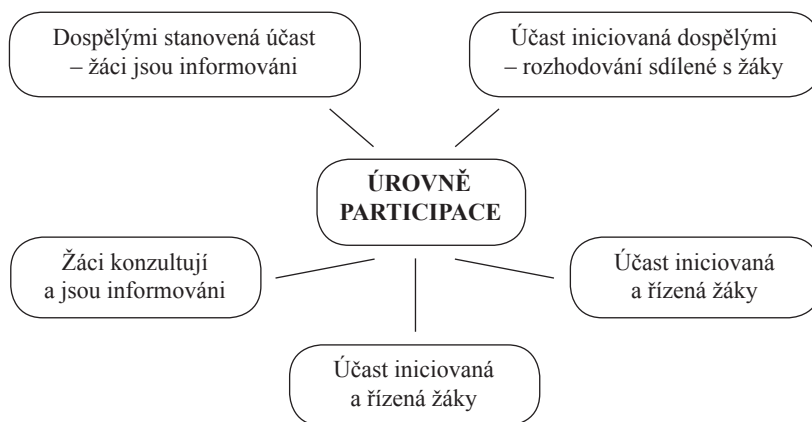 Dospělými stanovená účast
– žáci jsou informováni
Účast iniciovaná dospělými
– rozhodování sdílené s žáky
ÚROVNĚ
PARTICIPACE
Žáci konzultují
a jsou informováni
Účast iniciovaná
a řízená žáky
Účast iniciovaná
a řízená žáky